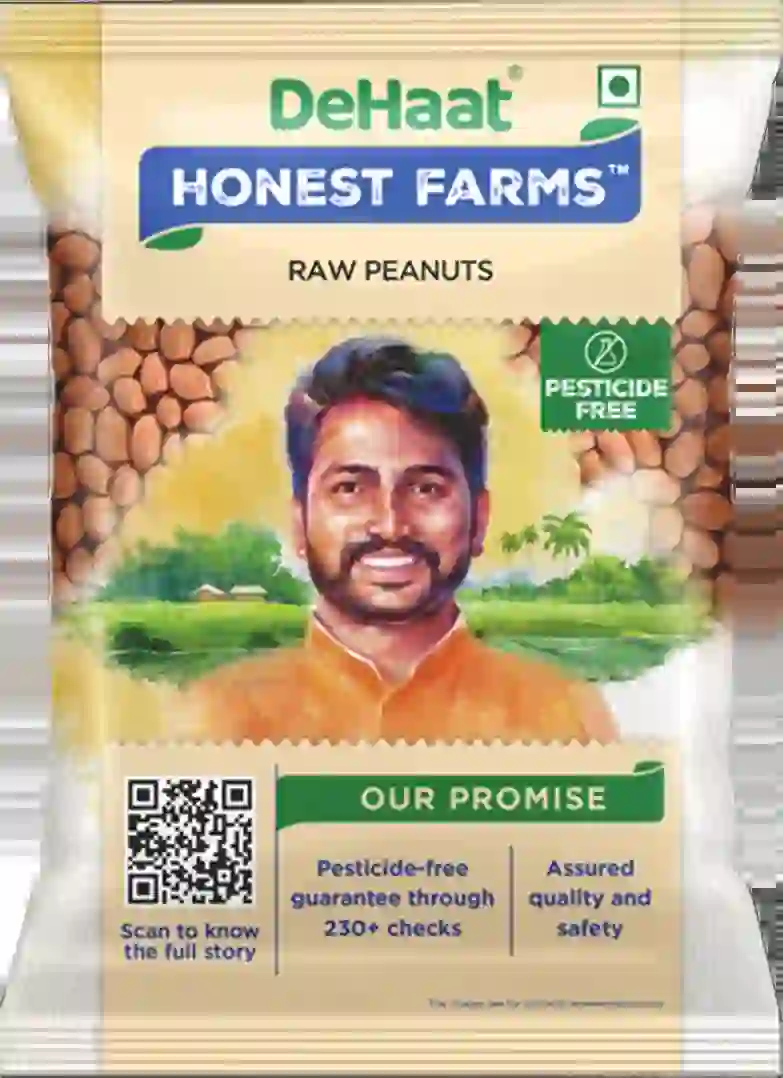 DeHaat®
HONEST FARMS™
RAW PEANUTS
PESTICIDE
FREE
OUR PROMISE
Pesticide-free
guarantee through
230+ checks
Assured
quality and
safety
Scan to know
the full story